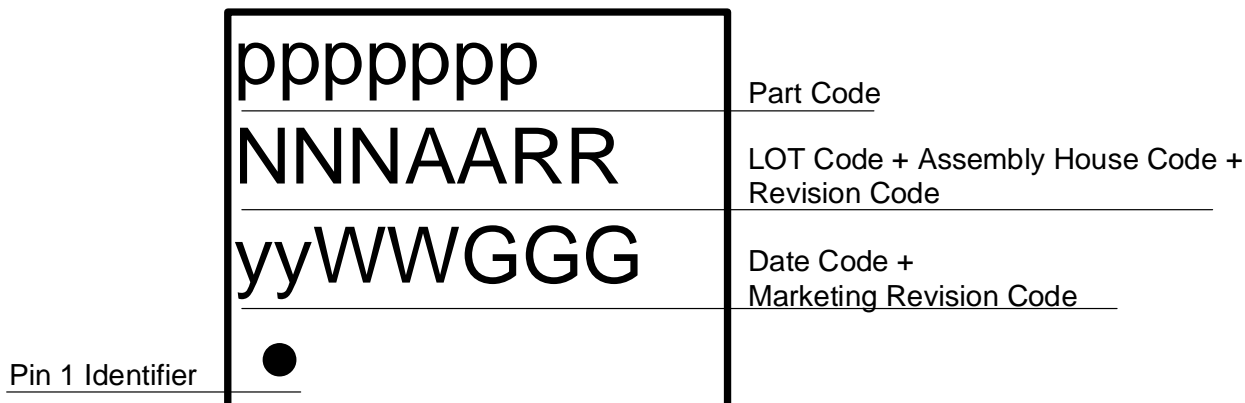 ppppppp
Part Code
NNNAARR
LOT Code + Assembly House Code +
Revision Code
yyWWGGG
Date Code +
Marketing Revision Code
Pin 1 Identifier